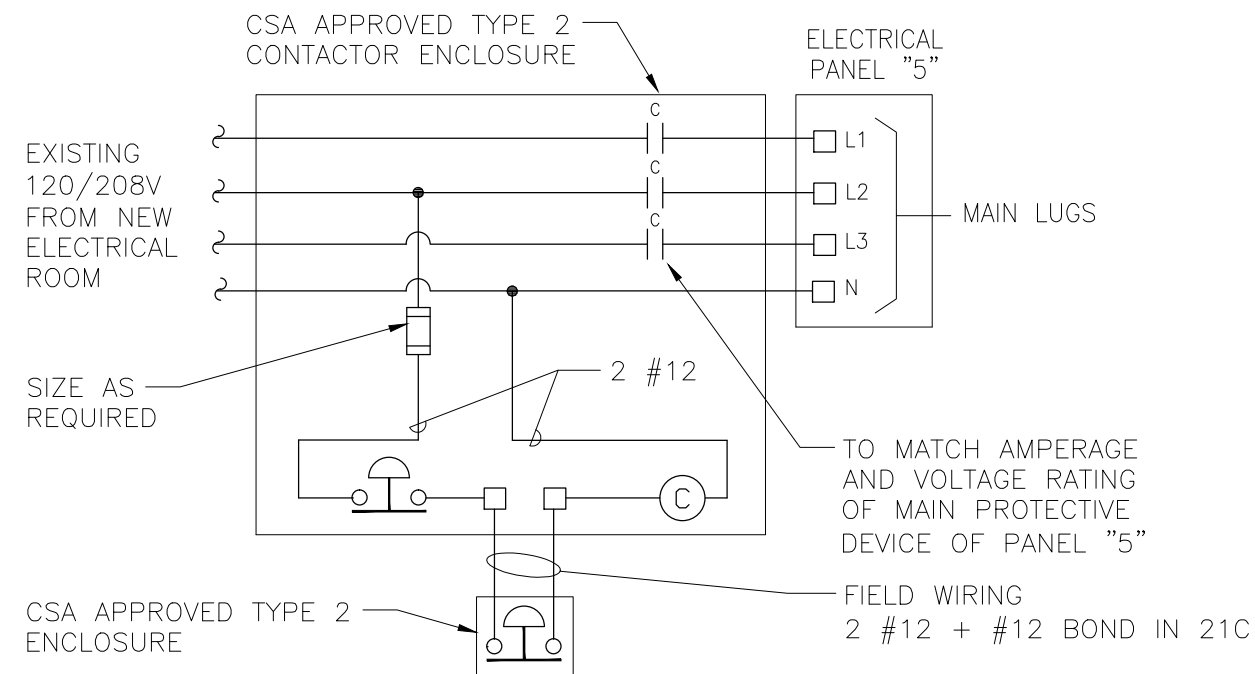 CSA APPROVED TYPE 2
CONTACTOR ENCLOSURE
ELECTRICAL
PANEL "5"
EXISTING
120/208V
FROM NEW
ELECTRICAL
ROOM
C
C
C
L1
L2
L3
N
MAIN LUGS
SIZE AS
REQUIRED
2 #12
C
TO MATCH AMPERAGE
AND VOLTAGE RATING
OF MAIN PROTECTIVE
DEVICE OF PANEL "5"
FIELD WIRING
2 #12 + #12 BOND IN 21C
CSA APPROVED TYPE 2
ENCLOSURE